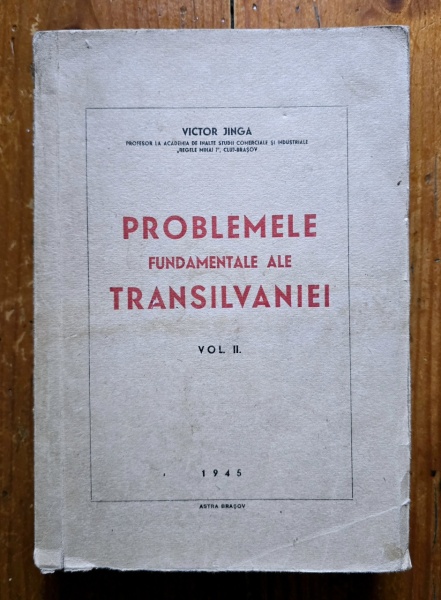 VICTOR JINGA
PROFESOR LA ACADEMIA DE INALTE STUDII COMERCIALE ȘI INDUSTRIALE
„REGELE MIHAI I”, CLUJ-BRAȘOV
PROBLEMELE
FUNDAMENTALE ALE
TRANSILVANIEI
VOL. II.
1945
ASTRA BRAȘOV